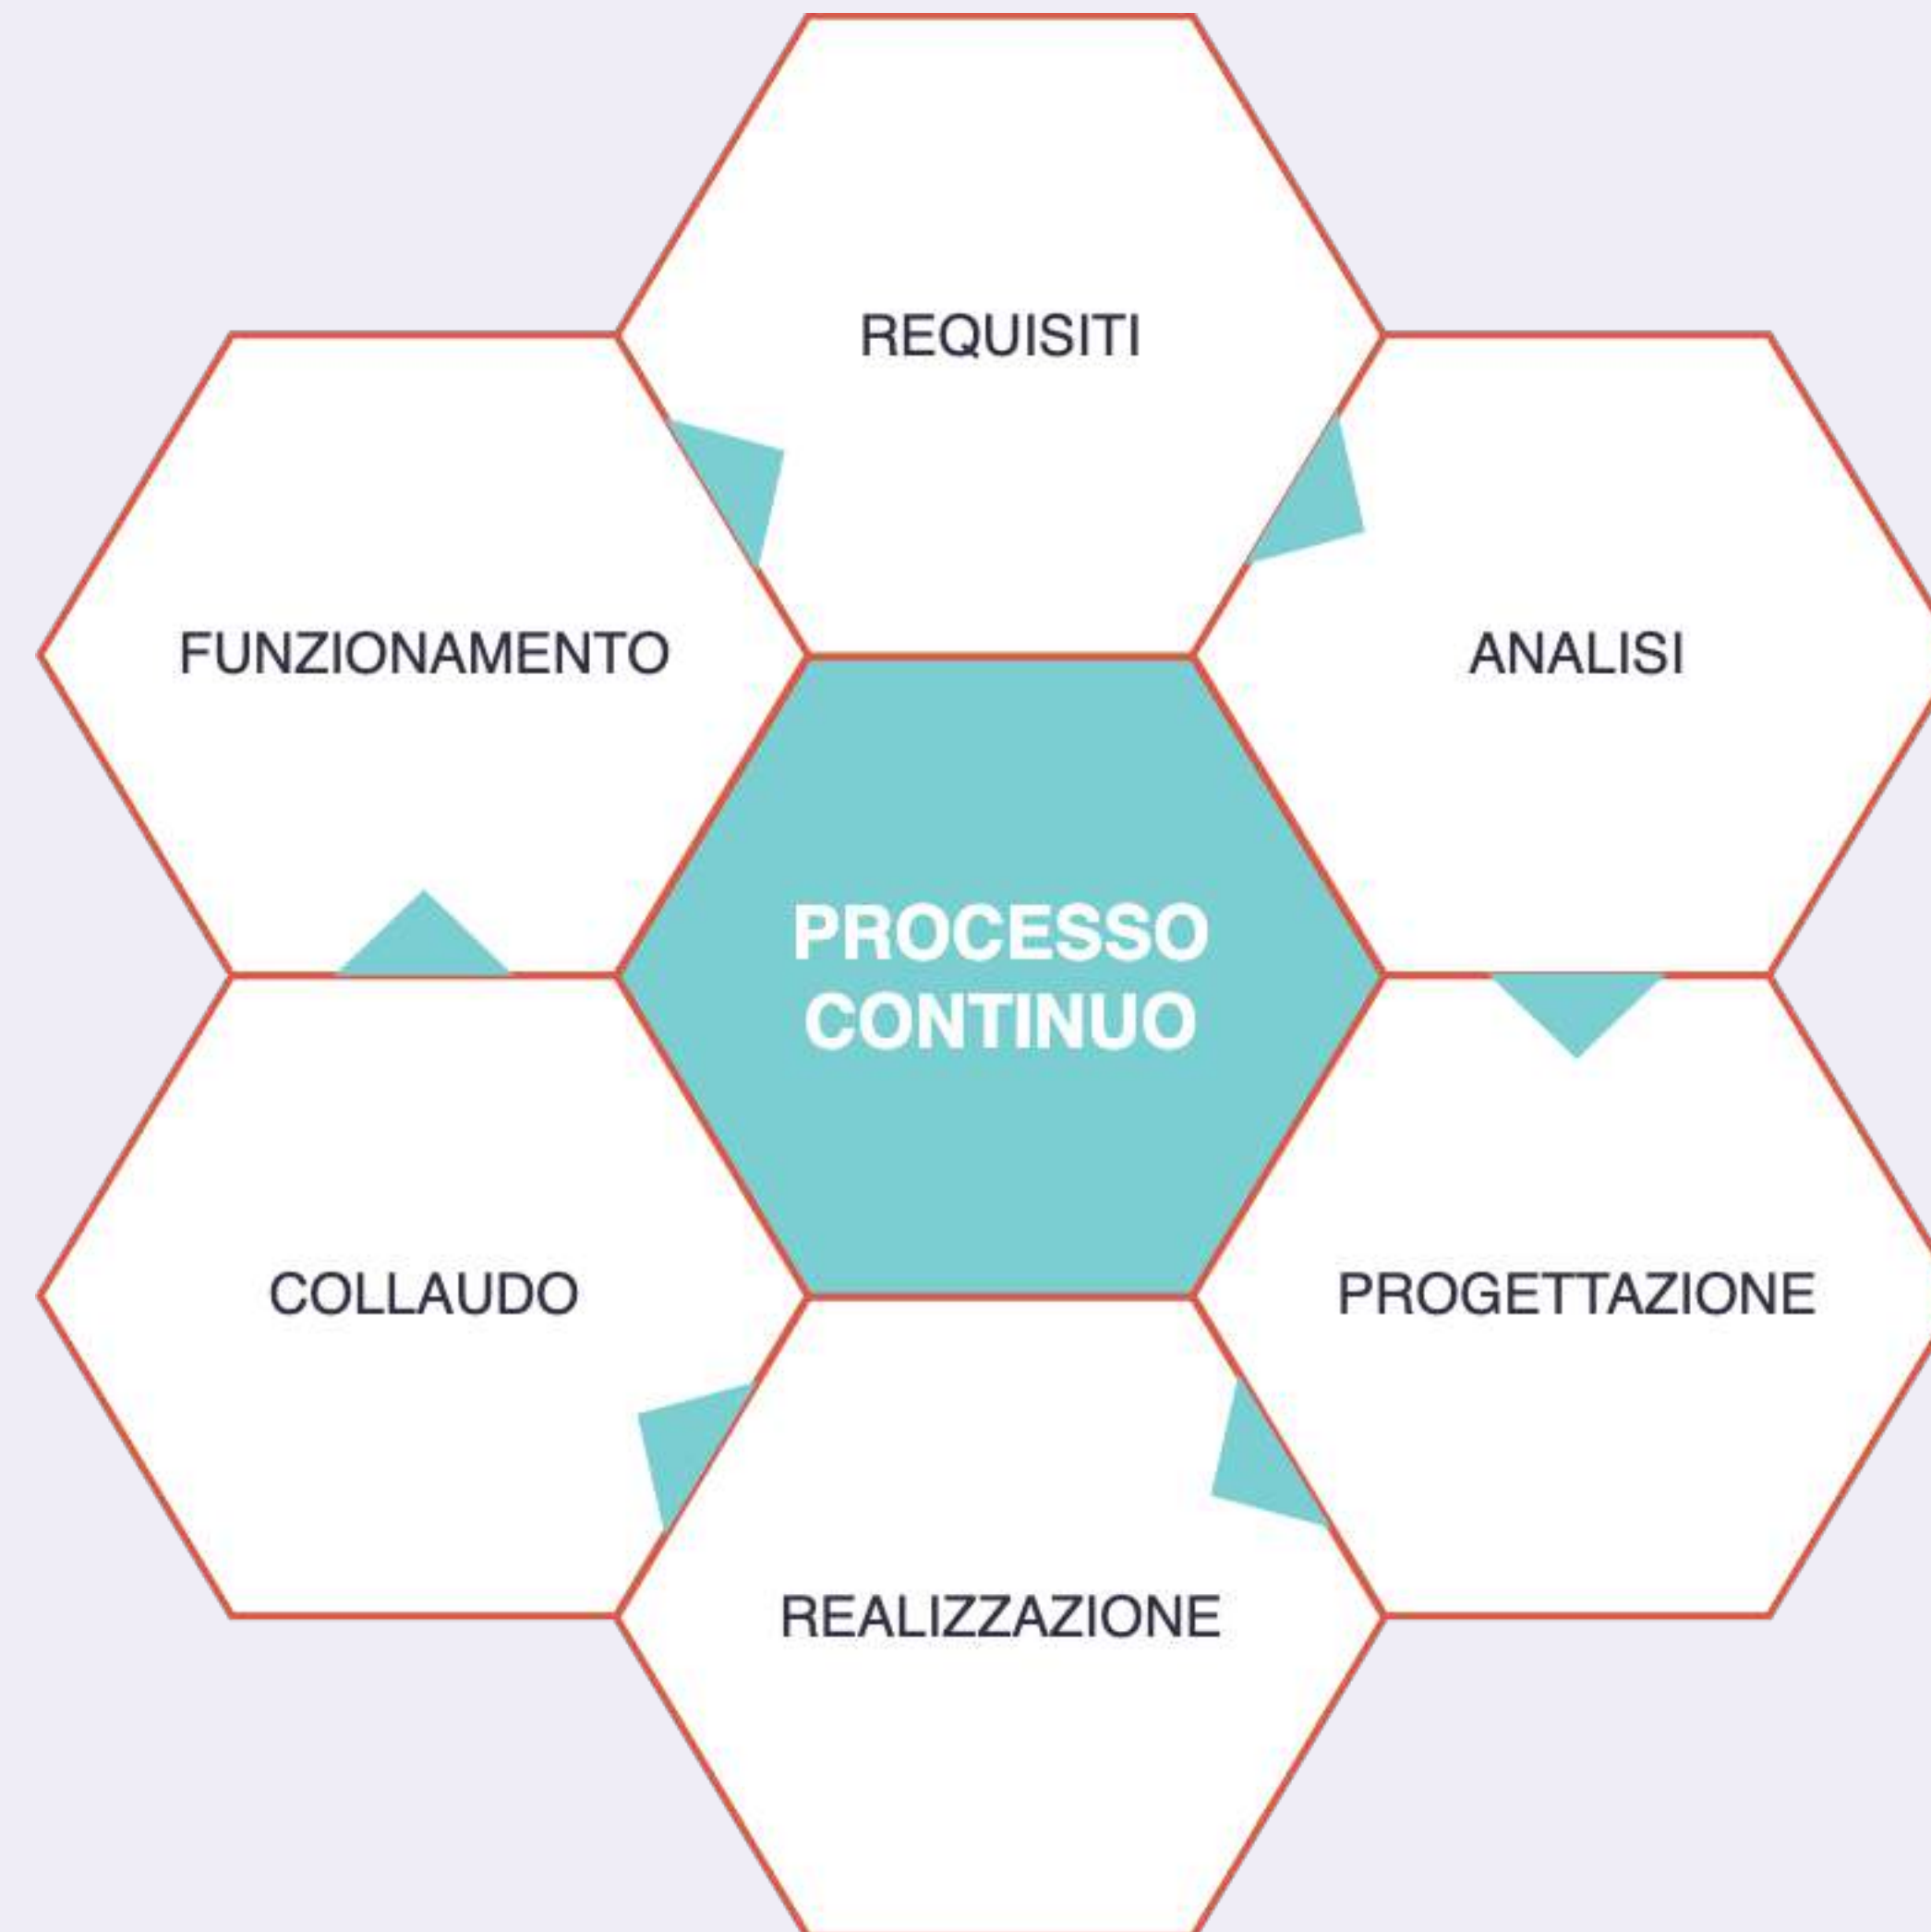 REQUISITI
FUNZIONAMENTO
ANALISI
PROCESSO
CONTINUO
COLLAUDO
PROGETTAZIONE
REALIZZAZIONE